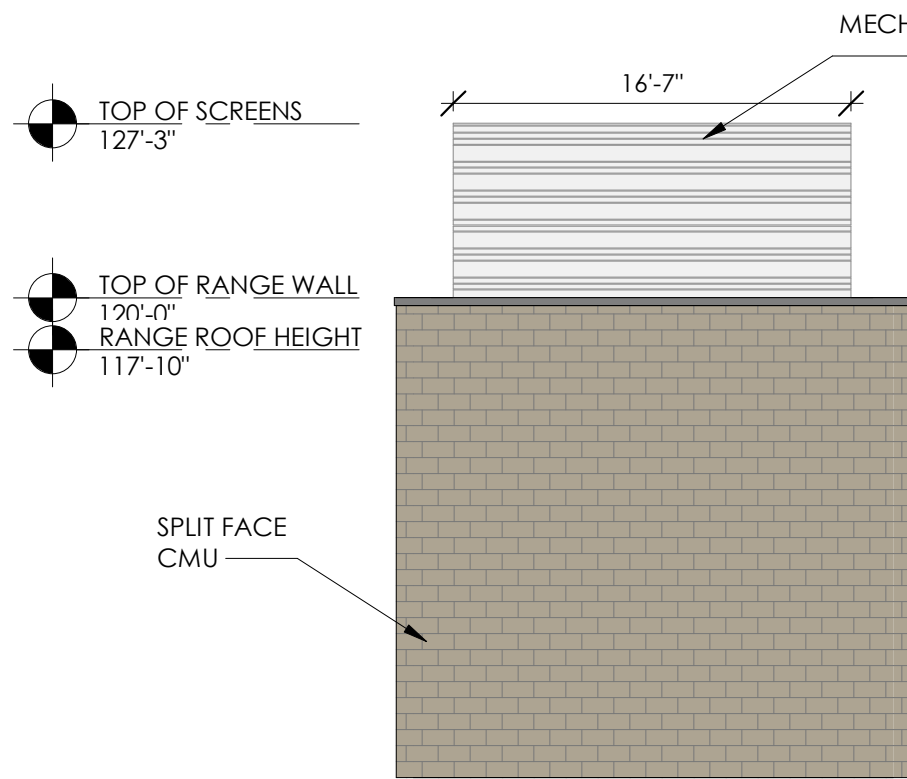 MECH
16'-7"
TOP OF SCREENS
127'-3"
TOP OF RANGE WALL
120'-0"
RANGE ROOF HEIGHT
117'-10"
SPLIT FACE
CMU